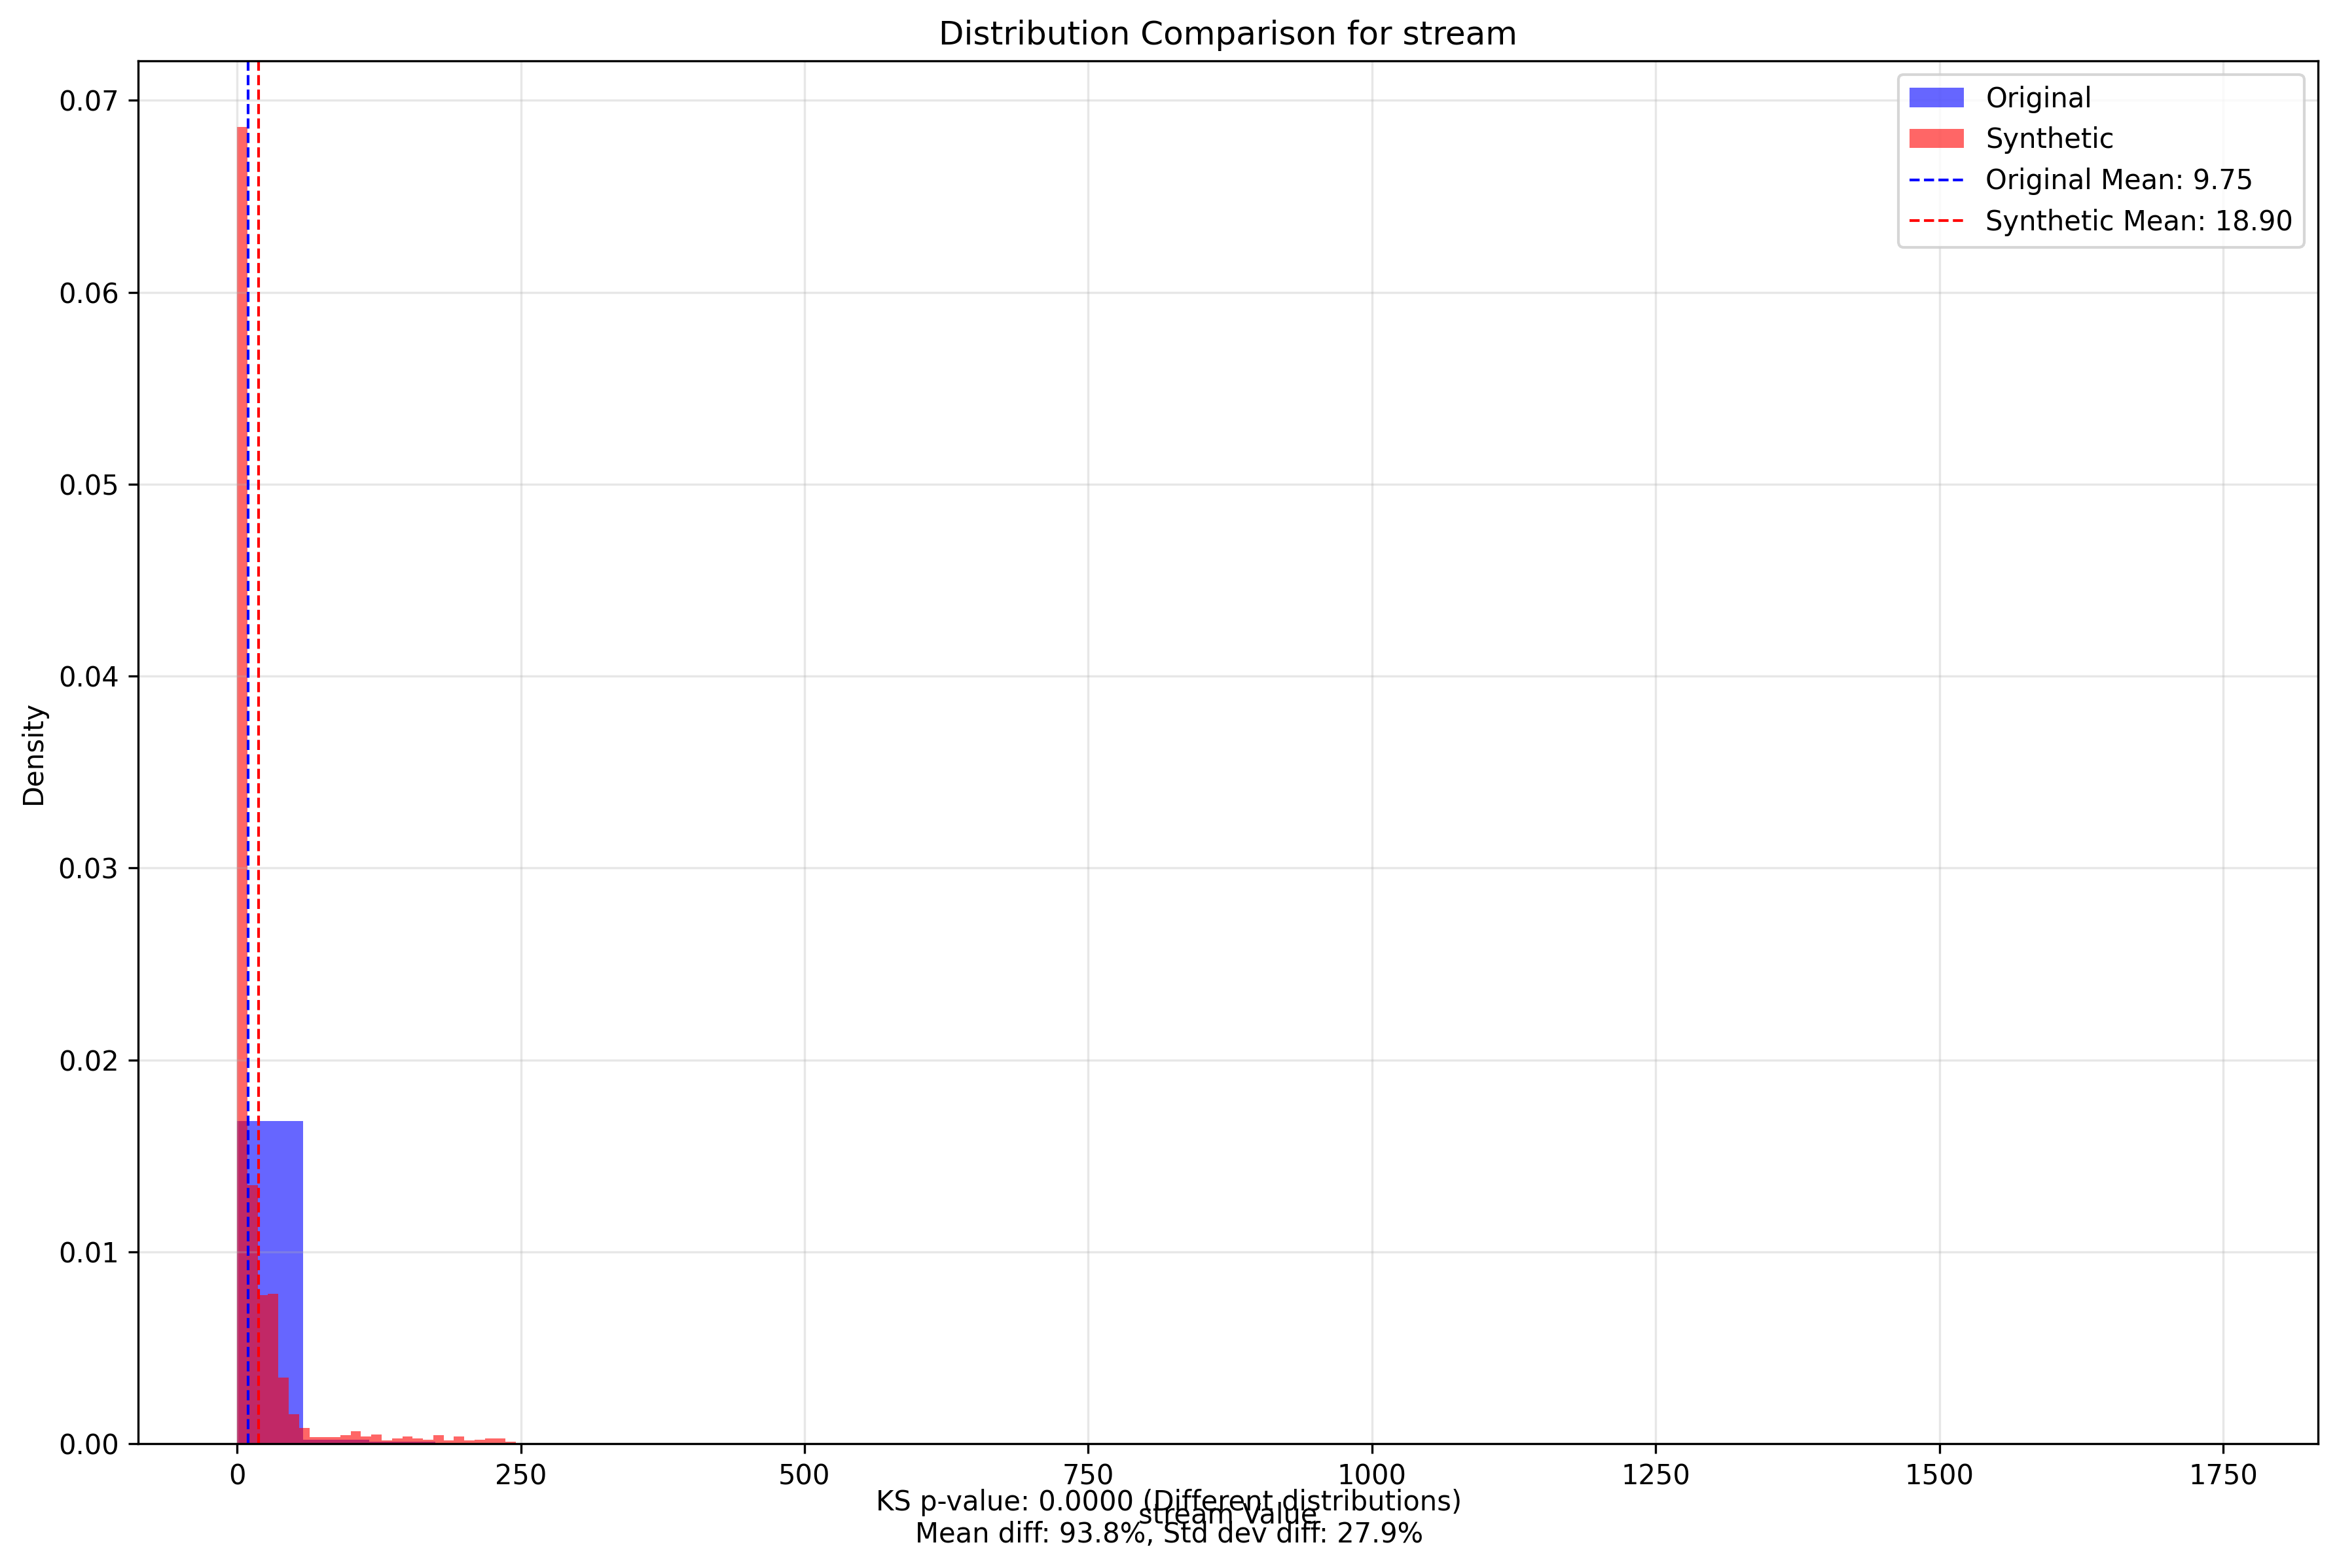 Distribution Comparison for stream
Original
Synthetic
Original Mean: 9.75
Synthetic Mean: 18.90
Density
0.07
0.06
0.05
0.04
0.03
0.02
0.01
0.00
0 250 500 750 1000 1250 1500 1750
KS p-value: 0.0000 (Different distributions)
stream Value
Mean diff: 93.8%, Std dev diff: 27.9%